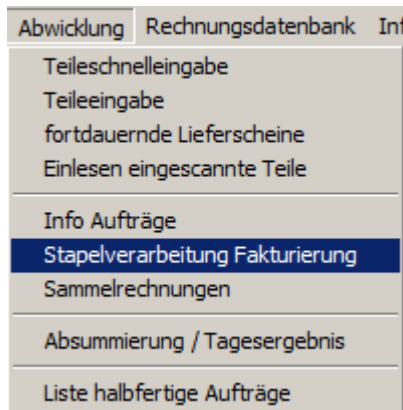 Abwicklung Rechnungsdatenbank
Teileschnelleingabe
Teileeingabe
fortdauernde Lieferscheine
Einlesen eingescannte Teile
Info Aufträge
Stapelverarbeitung Fakturierung
Sammelrechnungen
Absummierung / Tagesergebnis
Liste halbfertige Aufträge